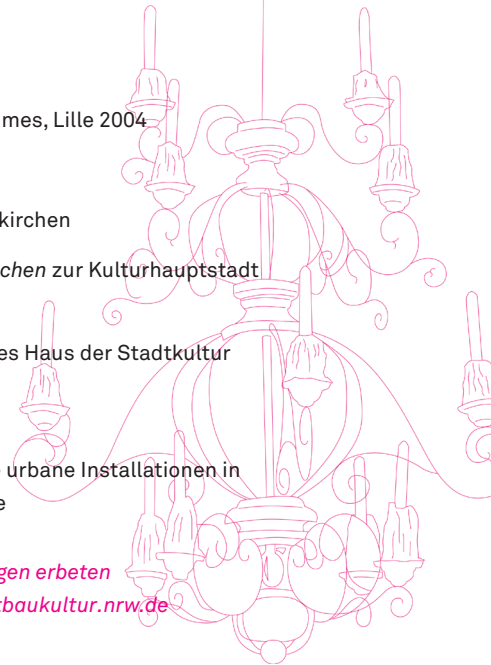 mes, Lille 2004
kirchen
chen zur Kulturhauptstadt
es Haus der Stadtkultur
urbane Installationen in
e
gen erbeten
tbaukultur.nrw.de